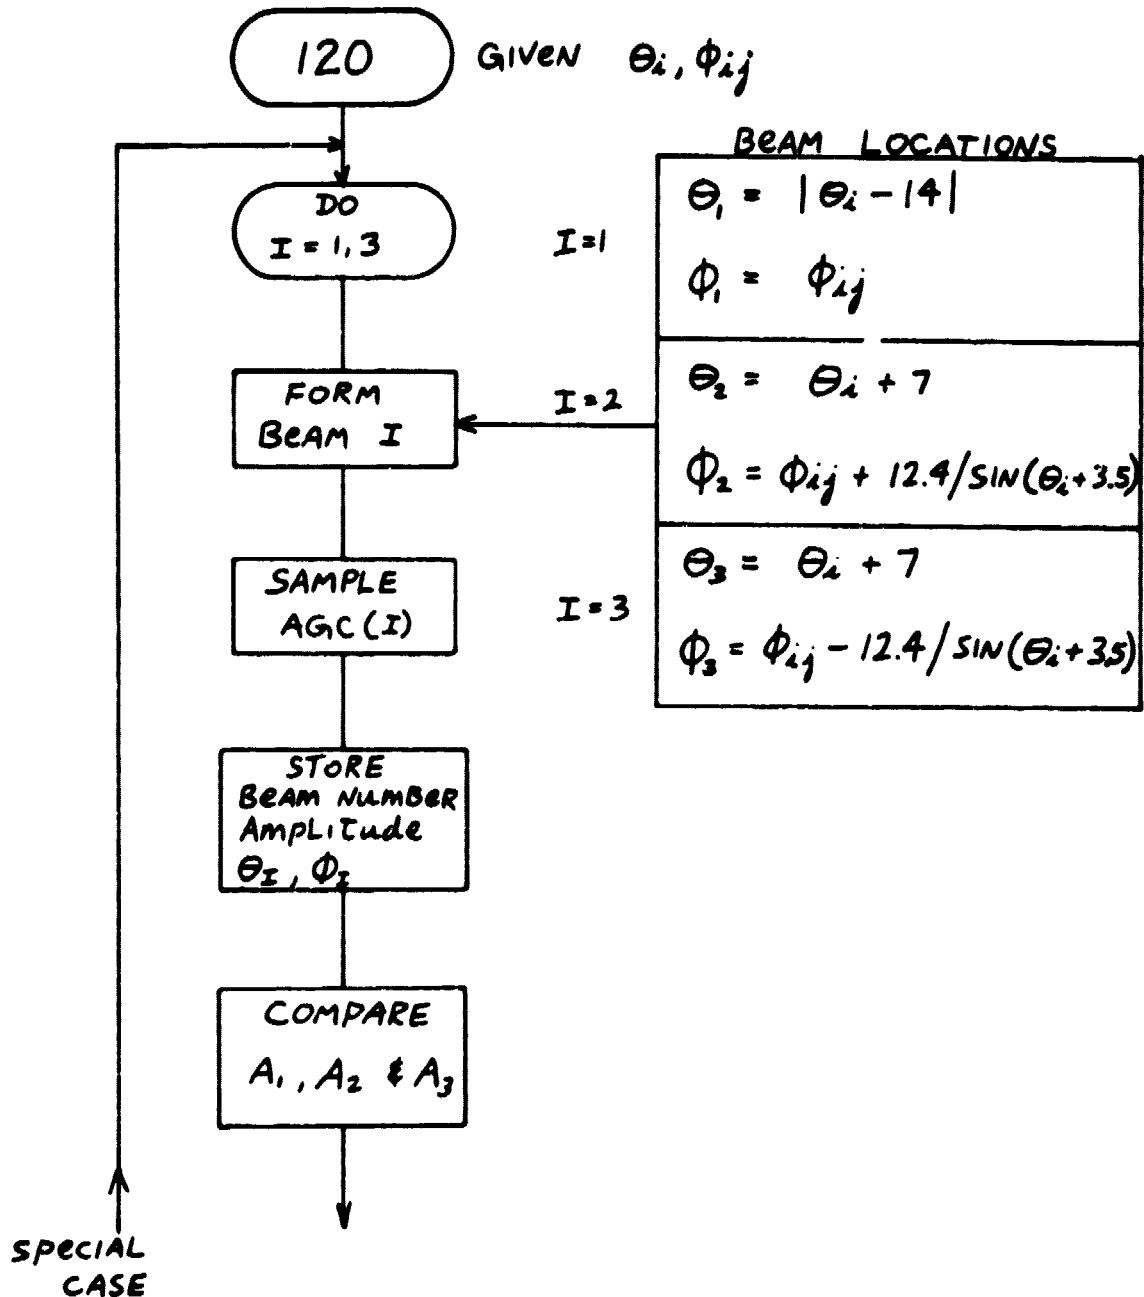 120
GIVEN θi, ϕij
DO
I = 1, 3
FORM
BEAM I
SAMPLE
AGC (I)
STORE
BEAM NUMBER
AMPLITUDE
θI, ϕI
COMPARE
A1, A2 & A3
SPECIAL
CASE
BEAM LOCATIONS
I=1
θ1 = |θi - 14|
ϕ1 = ϕij
I=2
θ2 = θi + 7
ϕ2 = ϕij + 12.4/SIN(θi+3.5)
I=3
θ3 = θi + 7
ϕ3 = ϕij - 12.4/SIN(θi+3.5)